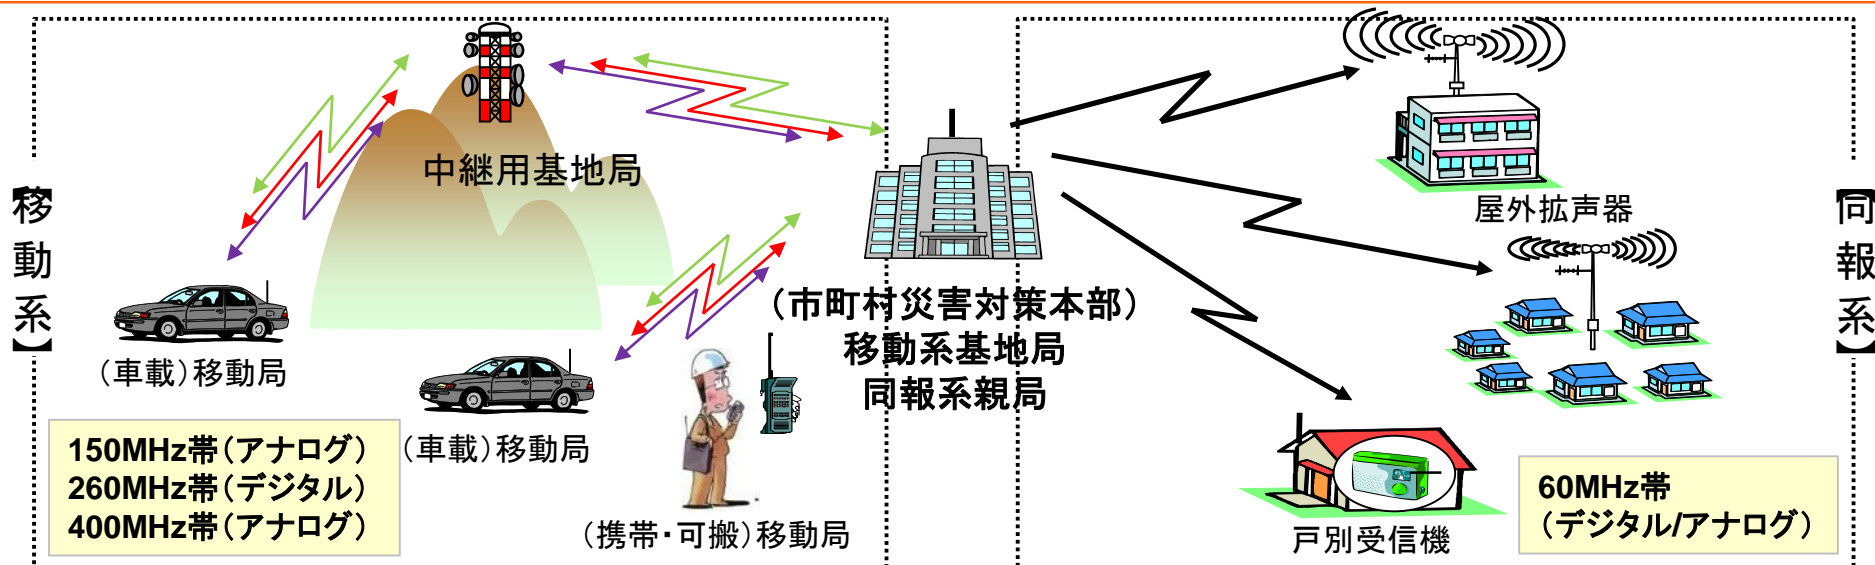 【移動系】
中継用基地局
（車載）移動局
（車載）移動局
（携帯・可搬）移動局
150MHz帯（アナログ）
260MHz帯（デジタル）
400MHz帯（アナログ）
（市町村災害対策本部）
移動系基地局
同報系親局
屋外拡声器
戸別受信機
60MHz帯
（デジタル/アナログ）
【同報系】